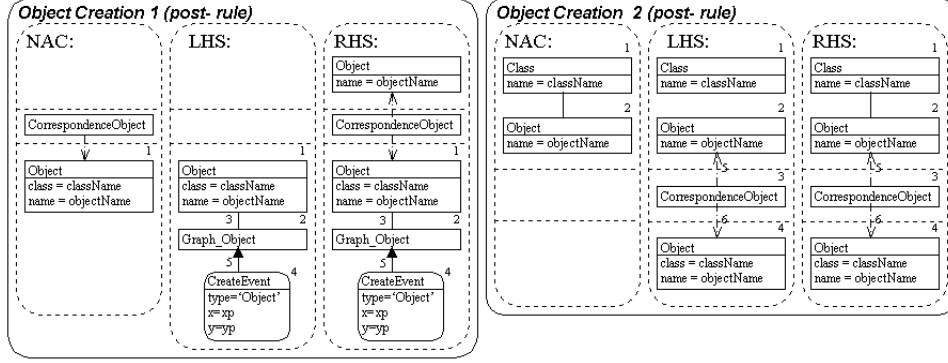 Object Creation 1 (post- rule)
NAC:
LHS:
RHS:
Object
name = objectName
CorrespondenceObject
CorrespondenceObject
1
Object
class = className
name = objectName
1
Object
class = className
name = objectName
1
Object
class = className
name = objectName
3
2
Graph_Object
3
2
Graph_Object
5
4
CreateEvent
type='Object'
x=xp
y=yp
5
4
CreateEvent
type='Object'
x=xp
y=yp
Object Creation 2 (post- rule)
NAC:
1
Class
name = className
2
Object
name = objectName
LHS:
1
Class
name = className
2
Object
name = objectName
5
3
CorrespondenceObject
6
4
Object
class = className
name = objectName
RHS:
1
Class
name = className
2
Object
name = objectName
5
3
CorrespondenceObject
6
4
Object
class = className
name = objectName